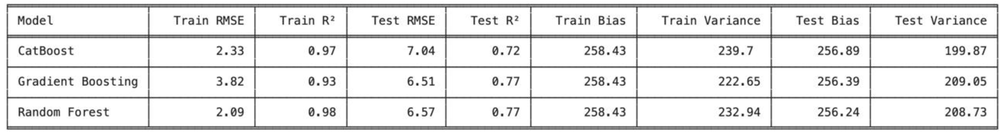 Model Train RMSE Train R² Test RMSE Test R² Train Bias Train Variance Test Bias Test Variance
CatBoost 2.33 0.97 7.04 0.72 258.43 239.7 256.89 199.87
Gradient Boosting 3.82 0.93 6.51 0.77 258.43 222.65 256.39 209.05
Random Forest 2.09 0.98 6.57 0.77 258.43 232.94 256.24 208.73